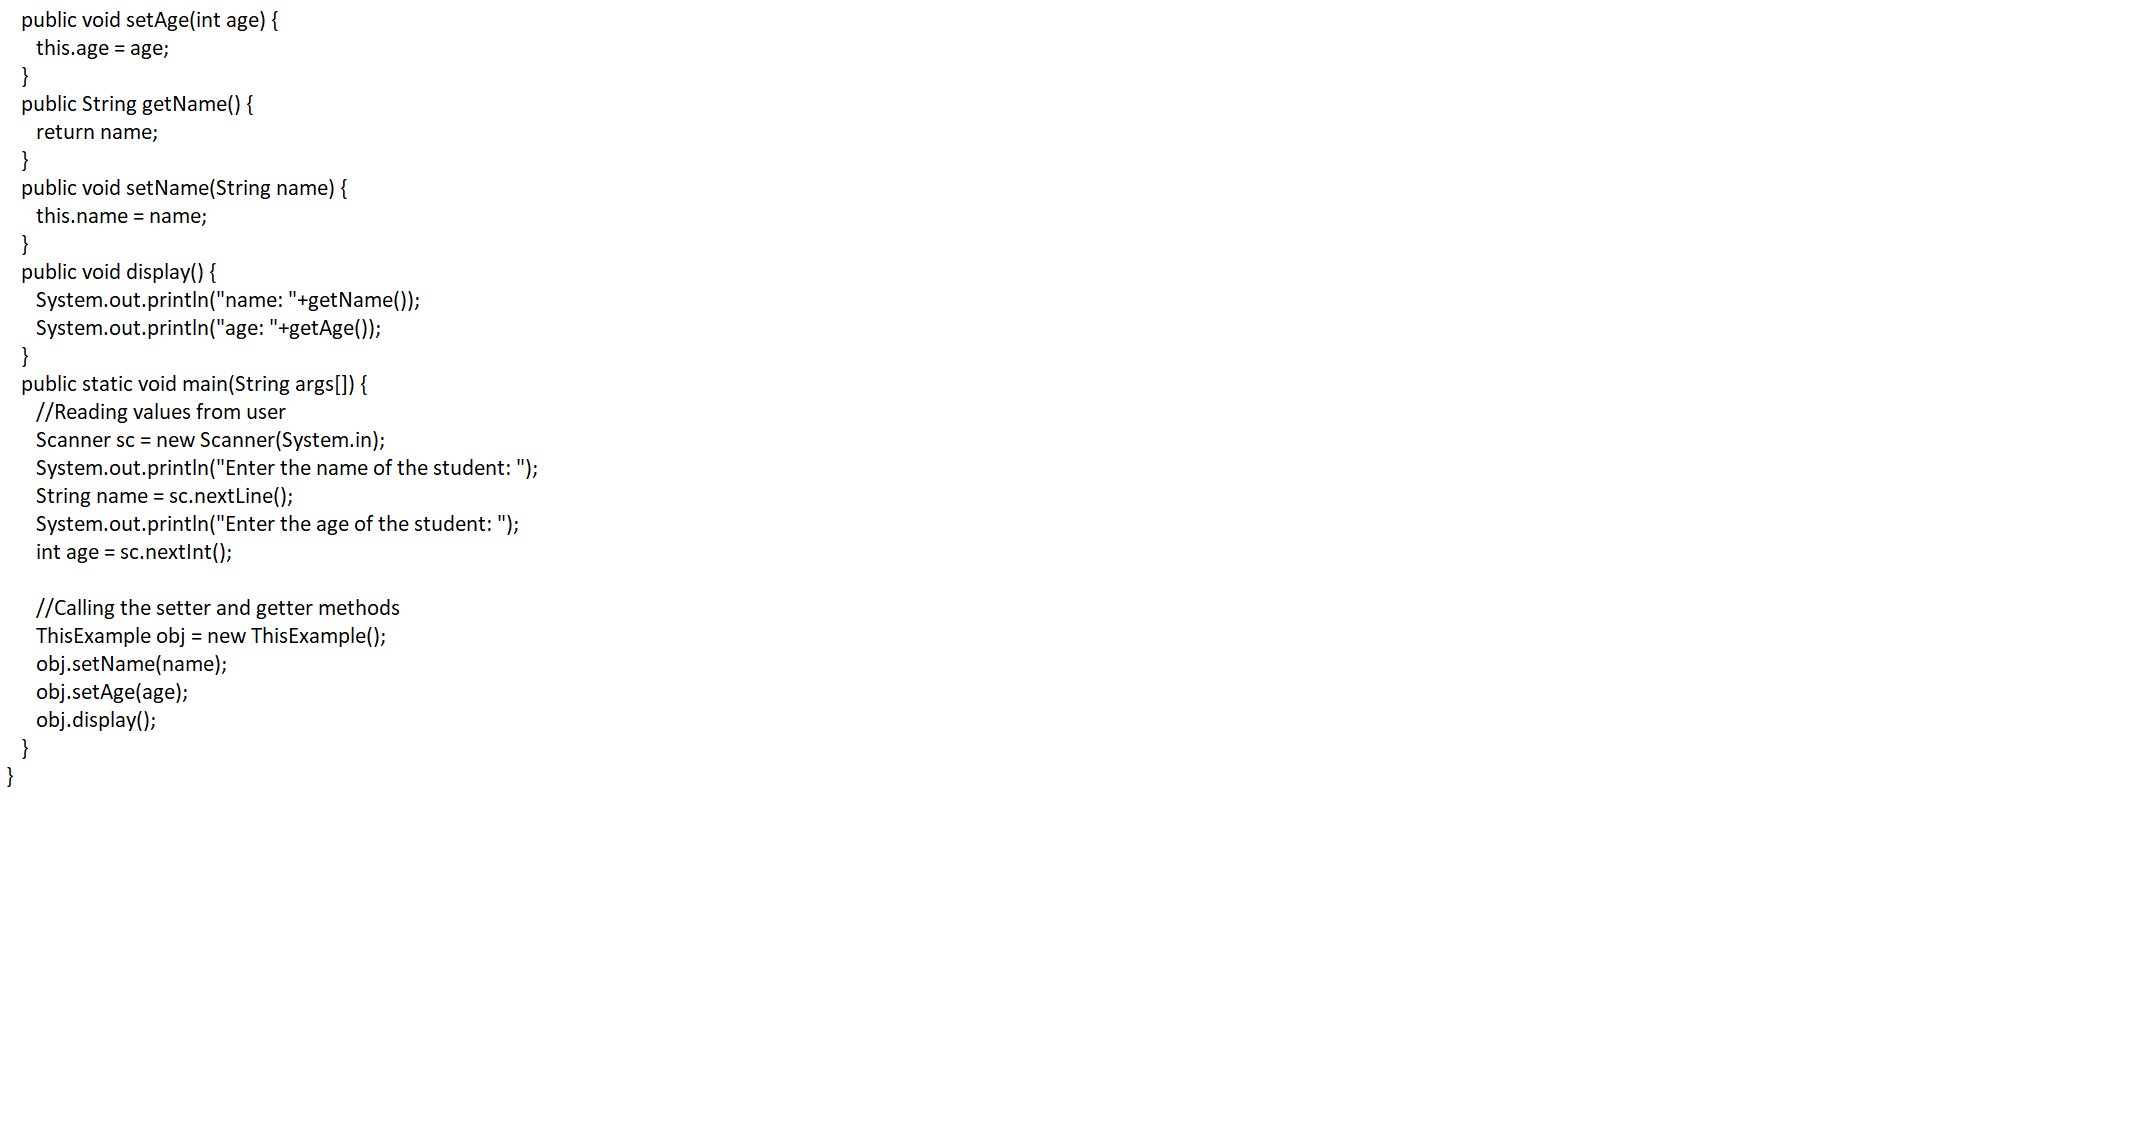 public void setAge(int age) {
this.age = age;
}
public String getName() {
return name;
}
public void setName(String name) {
this.name = name;
}
public void display() {
System.out.println("name: "+getName());
System.out.println("age: "+getAge());
}
public static void main(String args[]) {
//Reading values from user
Scanner sc = new Scanner(System.in);
System.out.println("Enter the name of the student: ");
String name = sc.nextLine();
System.out.println("Enter the age of the student: ");
int age = sc.nextInt();
//Calling the setter and getter methods
ThisExample obj = new ThisExample();
obj.setName(name);
obj.setAge(age);
obj.display();
}
}